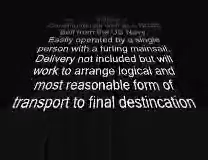 Bell from the US Navy.
Easily operated by a single
person with a furling mainsail.
Delivery not included but will
work to arrange logical and
most reasonable form of
transport to final destincation